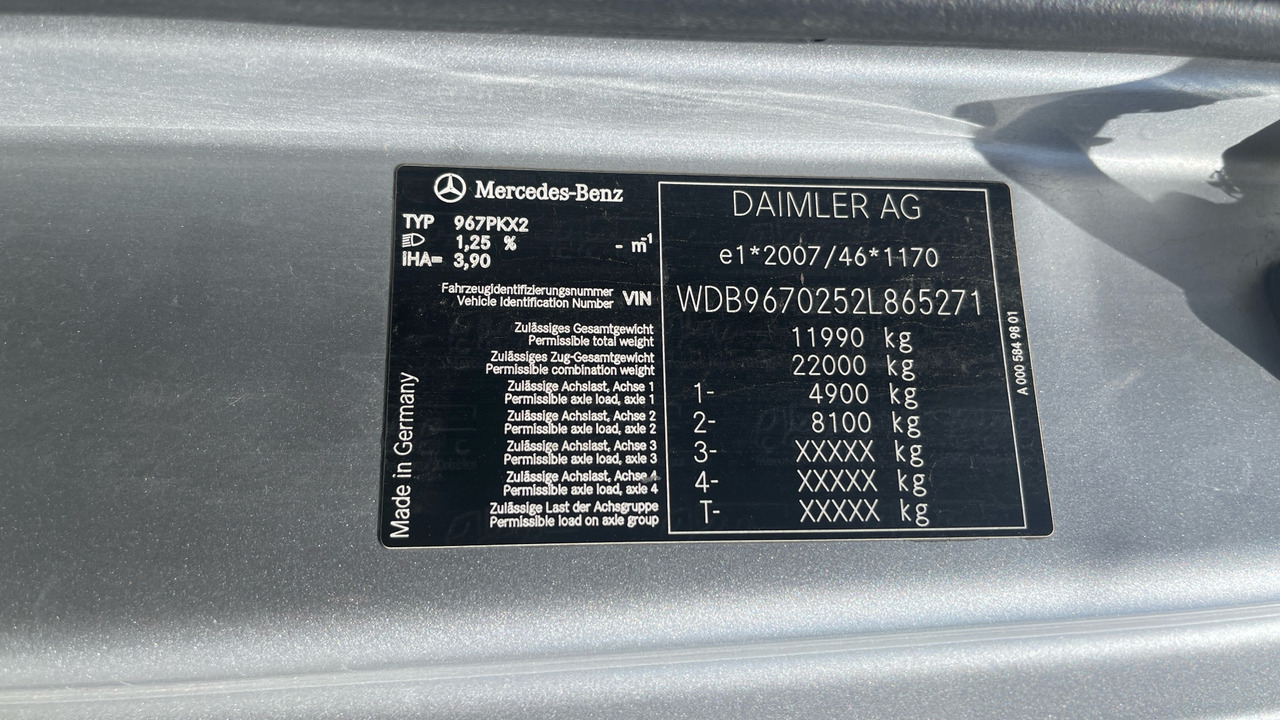 Mercedes-Benz
TYP 967PKX2
1,25 % - m-1
iHA= 3,90
Fahrzeugidentifizierungsnummer
Vehicle Identification Number VIN
Zulässiges Gesamtgewicht
Permissible total weight
Zulässiges Zug-Gesamtgewicht
Permissible combination weight
Zulässige Achslast, Achse 1
Permissible axle load, axle 1
Zulässige Achslast, Achse 2
Permissible axle load, axle 2
Zulässige Achslast, Achse 3
Permissible axle load, axle 3
Zulässige Achslast, Achse 4
Permissible axle load, axle 4
Zulässige Last der Achsgruppe
Permissible load on axle group
Made in Germany
DAIMLER AG
e1*2007/46*1170
WDB9670252L865271
11990 kg
22000 kg
1- 4900 kg
2- 8100 kg
3- XXXXX kg
4- XXXXX kg
T- XXXXX kg
A 000 584 98 01